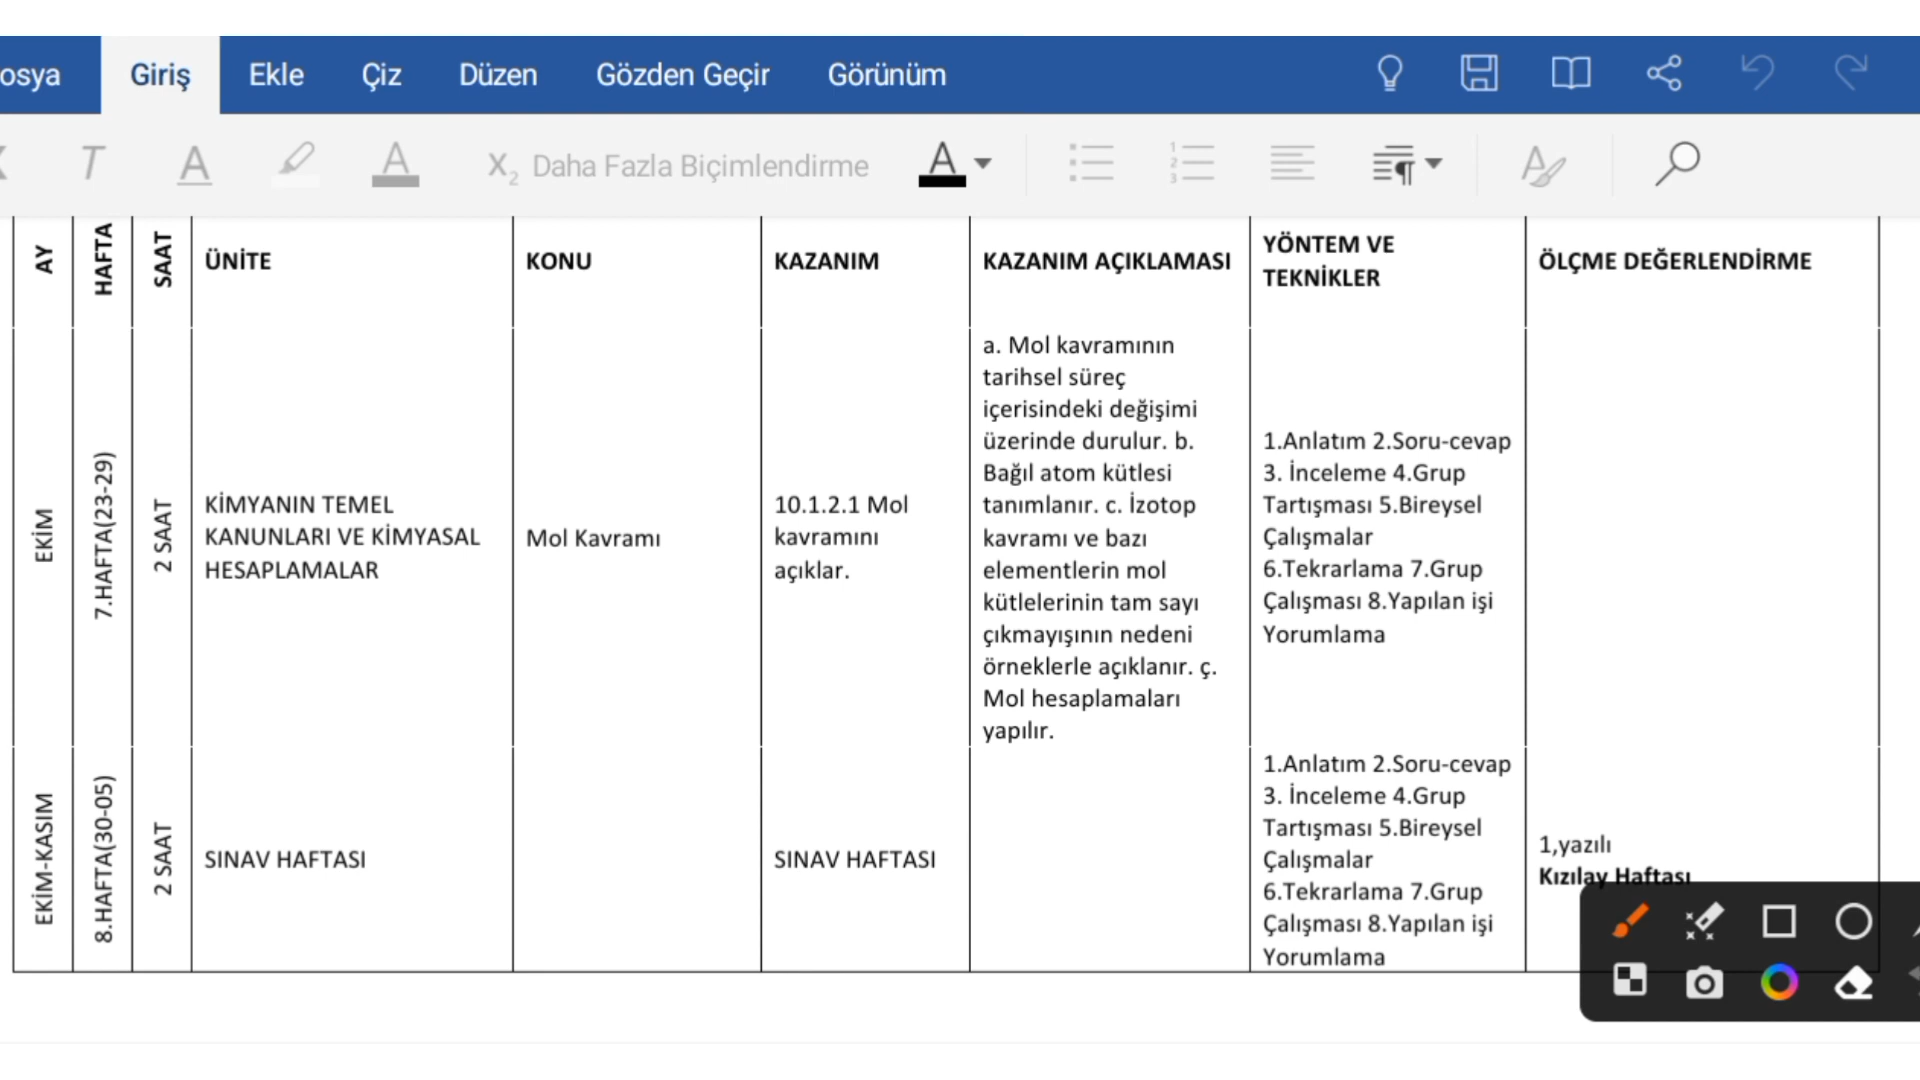 osya Giriş Ekle Çiz Düzen Gözden Geçir Görünüm
T A A X₂ Daha Fazla Biçimlendirme A
AY
HAFTA
SAAT
ÜNİTE
KONU
KAZANIM
KAZANIM AÇIKLAMASI
YÖNTEM VE
TEKNİKLER
ÖLÇME DEĞERLENDİRME
EKİM
7.HAFTA(23-29)
2 SAAT
KİMYANIN TEMEL
KANUNLARI VE KİMYASAL
HESAPLAMALAR
Mol Kavramı
10.1.2.1 Mol
kavramını
açıklar.
a. Mol kavramının
tarihsel süreç
içerisindeki değişimi
üzerinde durulur. b.
Bağıl atom kütlesi
tanımlanır. c. İzotop
kavramı ve bazı
elementlerin mol
kütlelerinin tam sayı
çıkmayışının nedeni
örneklerle açıklanır. ç.
Mol hesaplamaları
yapılır.
1.Anlatım 2.Soru-cevap
3. İnceleme 4.Grup
Tartışması 5.Bireysel
Çalışmalar
6.Tekrarlama 7.Grup
Çalışması 8.Yapılan işi
Yorumlama
EKİM-KASIM
8.HAFTA(30-05)
2 SAAT
SINAV HAFTASI
SINAV HAFTASI
1.Anlatım 2.Soru-cevap
3. İnceleme 4.Grup
Tartışması 5.Bireysel
Çalışmalar
6.Tekrarlama 7.Grup
Çalışması 8.Yapılan işi
Yorumlama
1,yazılı
Kızılay Haftası